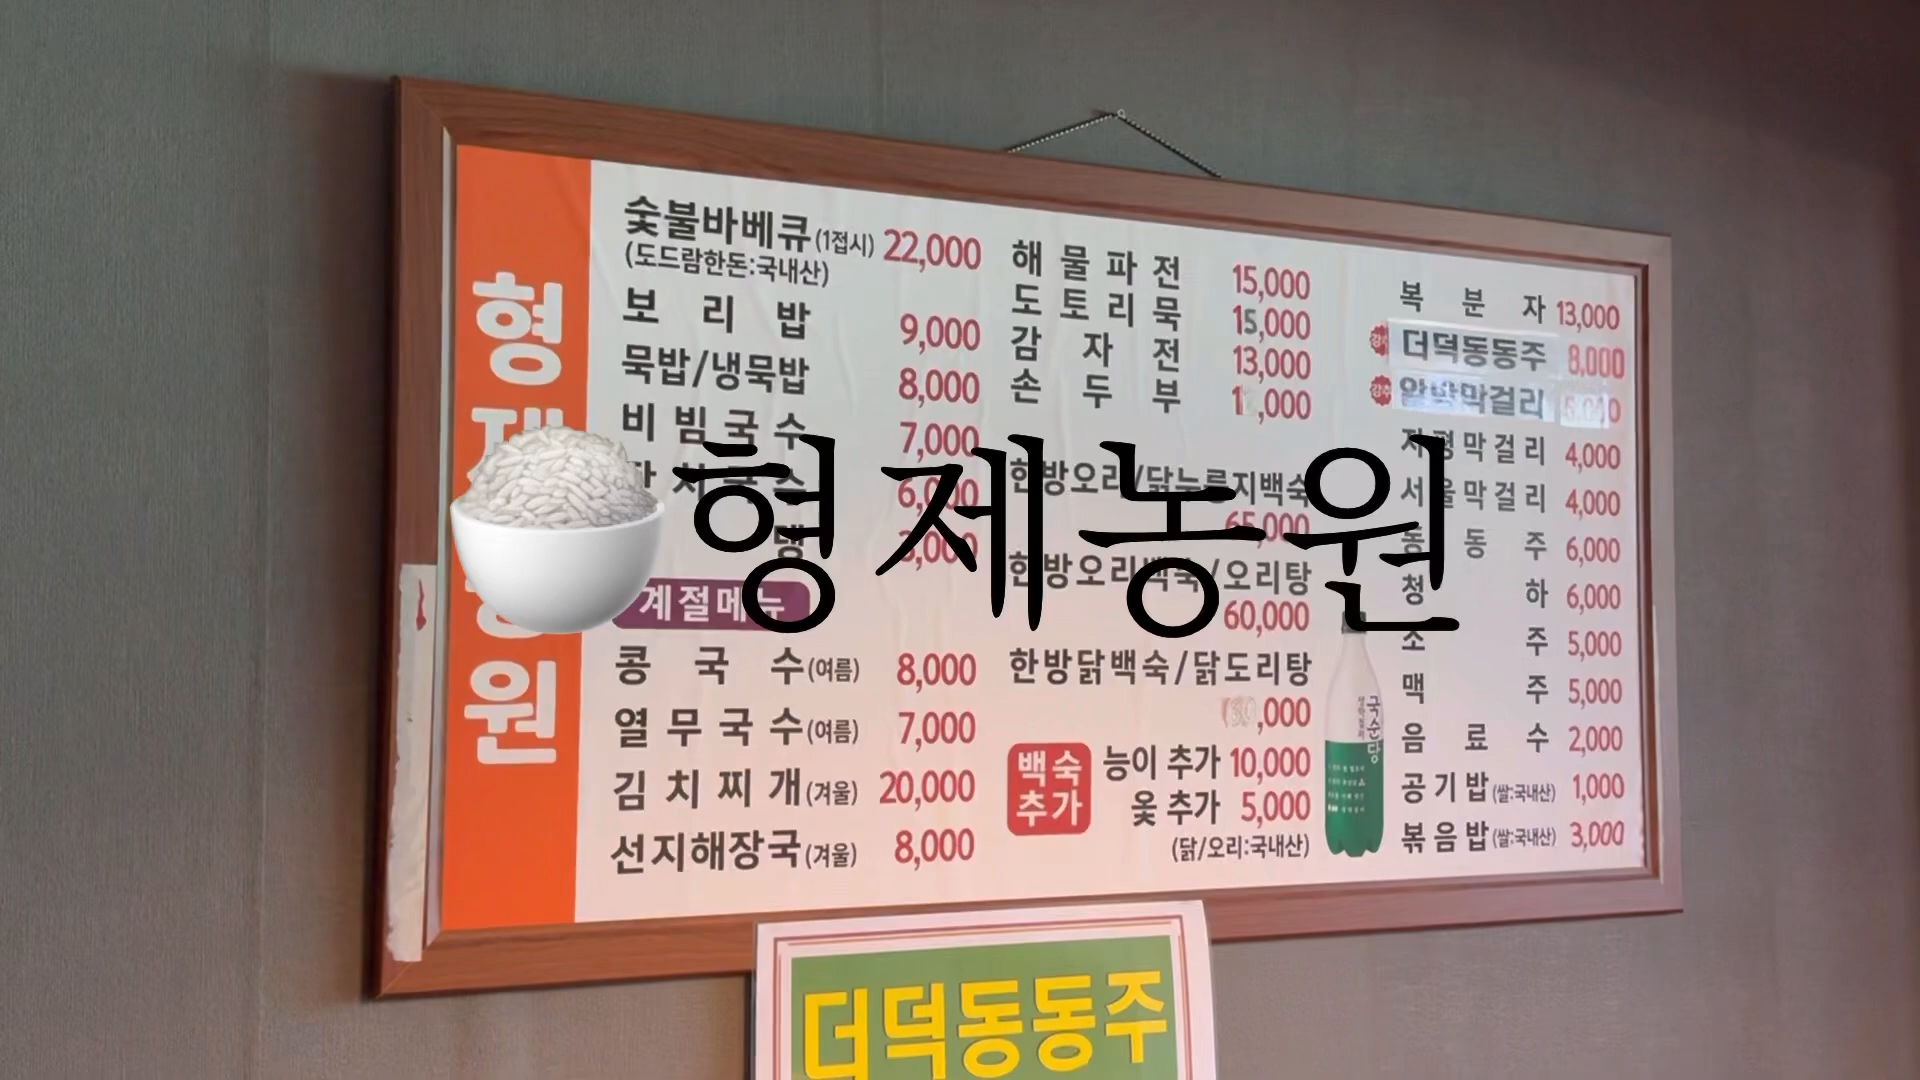 형제농원
형제농원
숯불바베큐(1접시) 22,000
(도드람한돈:국내산)
보리밥 9,000
묵밥/냉묵밥 8,000
비빔국수 7,000
6,000
3,000
계절메뉴
콩국수(여름) 8,000
열무국수(여름) 7,000
김치찌개(겨울) 20,000
선지해장국(겨울) 8,000
해물파전 15,000
도토리묵 15,000
감자전 13,000
손두부
한방오리/닭누룽지백숙
65,000
한방오리백숙/오리탕
60,000
한방닭백숙/닭도리탕
백숙
추가
능이 추가 10,000
옻 추가 5,000
(닭/오리:국내산)
국순당
복분자 13,000
더덕동동주 8,000
막걸리
지평막걸리 4,000
서울막걸리 4,000
동동주 6,000
청하 6,000
소주 5,000
맥주 5,000
음료수 2,000
공기밥(쌀:국내산) 1,000
볶음밥(쌀:국내산) 3,000
더덕동동주